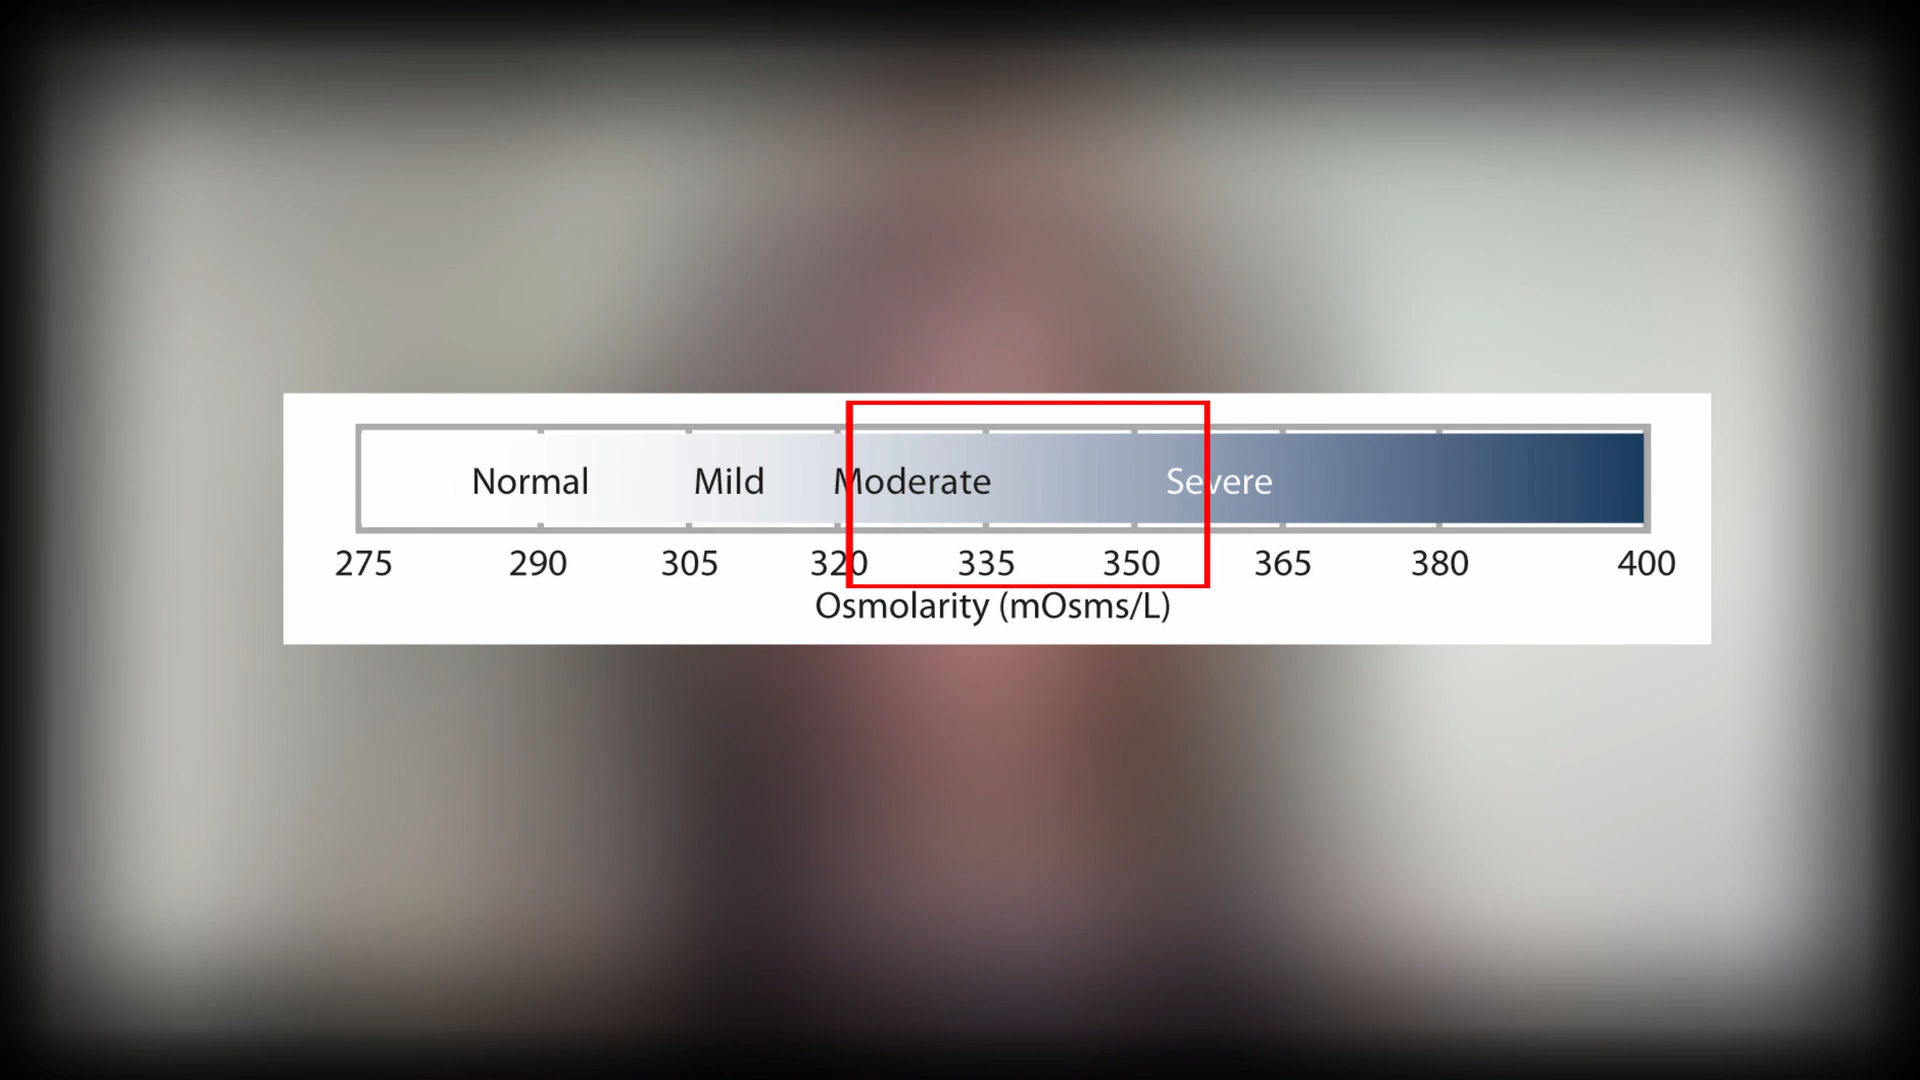 Normal Mild Moderate Severe
275 290 305 320 335 350 365 380 400
Osmolarity (mOsms/L)